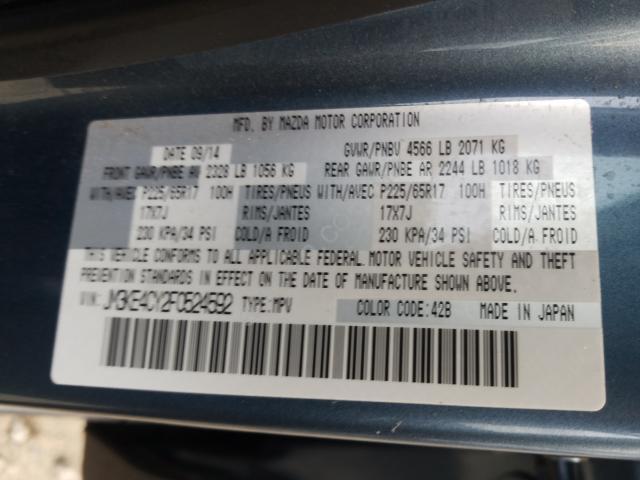 MFD. BY MAZDA MOTOR CORPORATION
DATE 09/14 GVWR/PNBV 4566 LB 2071 KG
FRONT GAWR/PNBE AV 2328 LB 1056 KG REAR GAWR/PNBE AR 2244 LB 1018 KG
WITH/AVEC P225/65R17 100H TIRES/PNEUS WITH/AVEC P225/65R17 100H TIRES/PNEUS
17X7J RIMS/JANTES 17X7J RIMS/JANTES
230 KPA/34 PSI COLD/A FROID 230 KPA/34 PSI COLD/A FROID
THIS VEHICLE CONFORMS TO ALL APPLICABLE FEDERAL MOTOR VEHICLE SAFETY AND THEFT
PREVENTION STANDARDS IN EFFECT ON THE DATE OF MANUFACTURE SHOWN ABOVE.
VIN: JM3KE4CY2F0524592 TYPE: MPV COLOR CODE: 42B MADE IN JAPAN